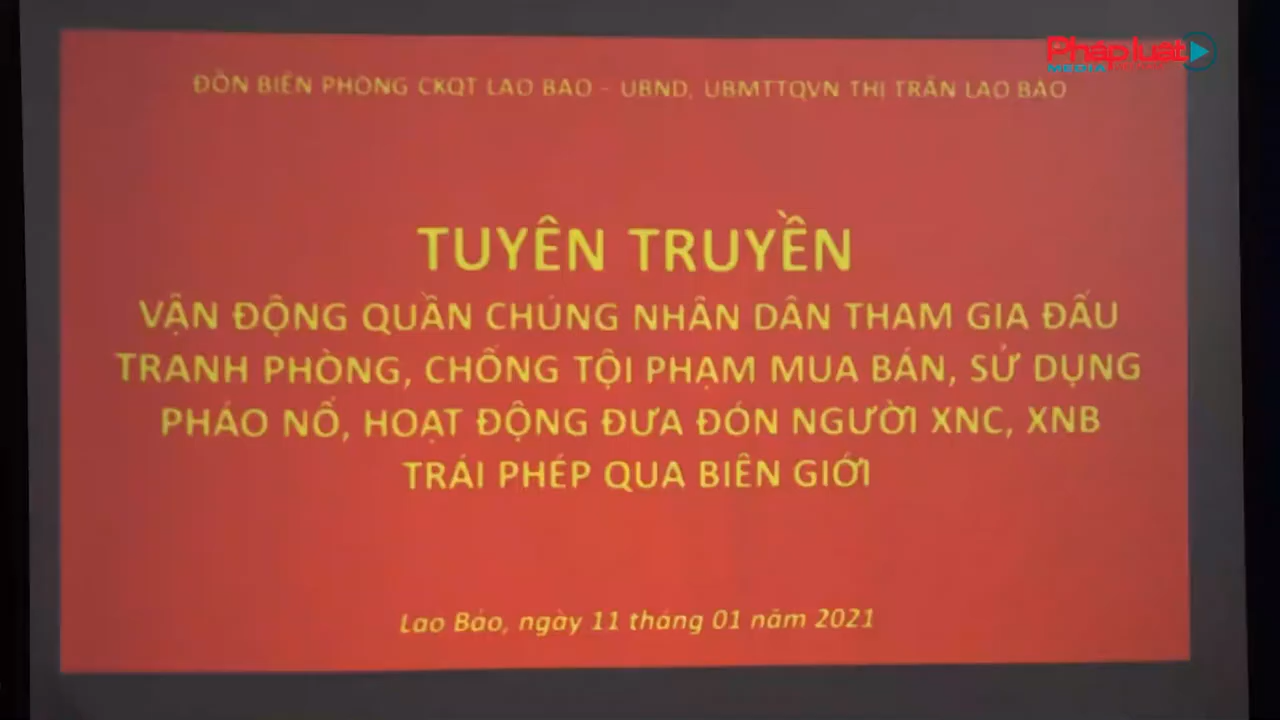 Pháp luật
MEDIA
ĐỒN BIÊN PHÒNG CKQT LAO BẢO - UBND, UBMTTQVN THỊ TRẤN LAO BẢO
TUYÊN TRUYỀN
VẬN ĐỘNG QUẦN CHÚNG NHÂN DÂN THAM GIA ĐẤU
TRANH PHÒNG, CHỐNG TỘI PHẠM MUA BÁN, SỬ DỤNG
PHÁO NỔ, HOẠT ĐỘNG ĐƯA ĐÓN NGƯỜI XNC, XNB
TRÁI PHÉP QUA BIÊN GIỚI
Lao Bảo, ngày 11 tháng 01 năm 2021